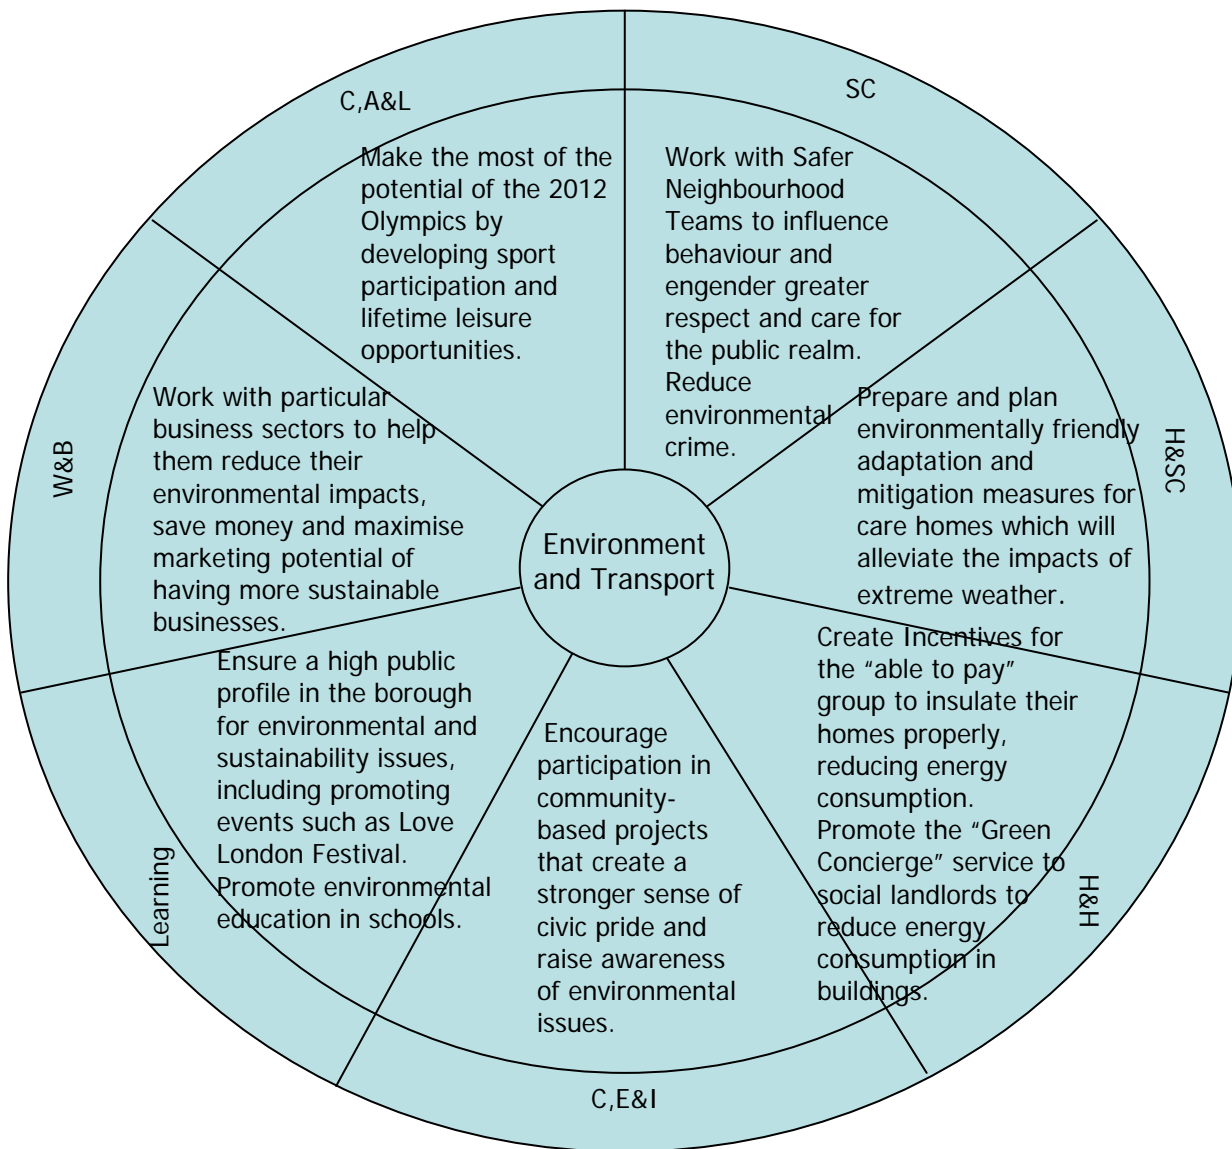 C,A&L
Make the most of the
potential of the 2012
Olympics by
developing sport
participation and
lifetime leisure
opportunities.
SC
Work with Safer
Neighbourhood
Teams to influence
behaviour and
engender greater
respect and care for
the public realm.
Reduce
environmental
crime.
H&SC
Prepare and plan
environmentally friendly
adaptation and
mitigation measures for
care homes which will
alleviate the impacts of
extreme weather.
H&H
Create Incentives for
the “able to pay”
group to insulate their
homes properly,
reducing energy
consumption.
Promote the “Green
Concierge” service to
social landlords to
reduce energy
consumption in
buildings.
C,E&I
Encourage
participation in
community-
based projects
that create a
stronger sense of
civic pride and
raise awareness
of environmental
issues.
Learning
Ensure a high public
profile in the borough
for environmental and
sustainability issues,
including promoting
events such as Love
London Festival.
Promote environmental
education in schools.
W&B
Work with particular
business sectors to help
them reduce their
environmental impacts,
save money and maximise
marketing potential of
having more sustainable
businesses.
Environment
and Transport